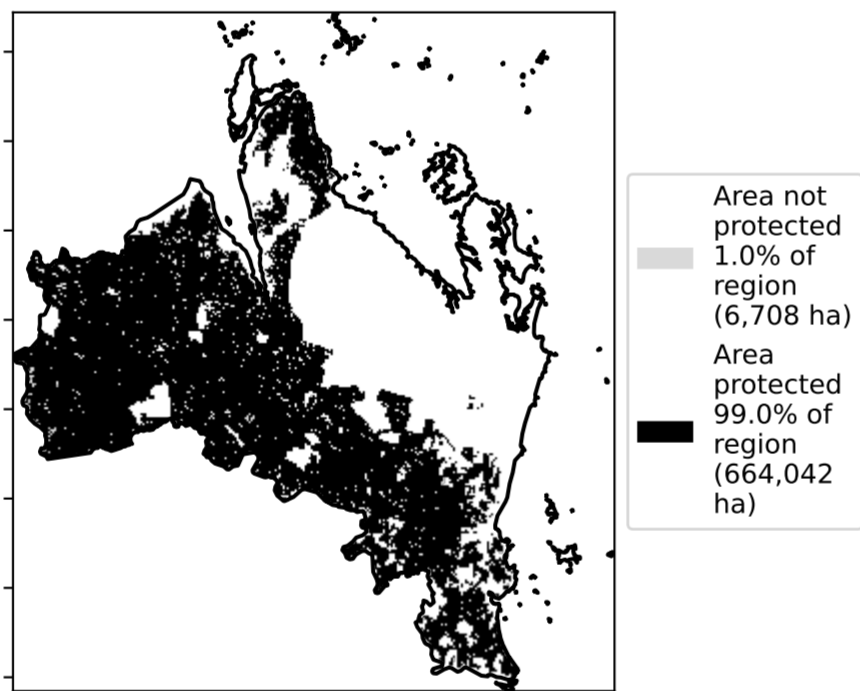 Area not
protected
1.0% of
region
(6,708 ha)
Area
protected
99.0% of
region
(664,042
ha)